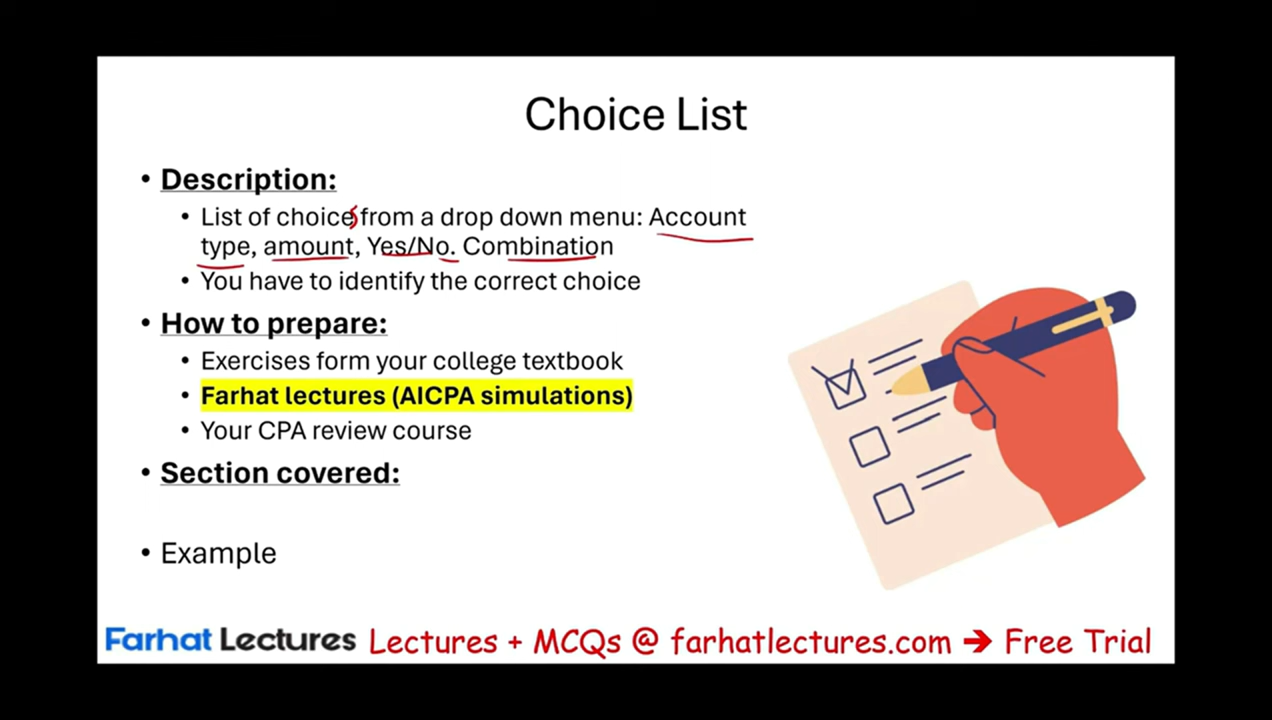 Choice List
• Description:
• List of choices from a drop down menu: Account
type, amount, Yes/No. Combination
• You have to identify the correct choice
• How to prepare:
• Exercises form your college textbook
• Farhat lectures (AICPA simulations)
• Your CPA review course
• Section covered:
• Example
Farhat Lectures Lectures + MCQs @ farhatlectures.com → Free Trial